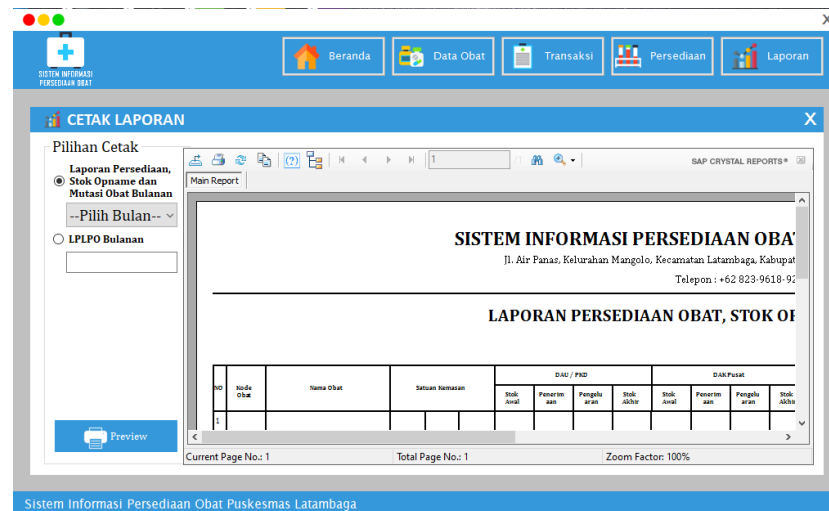 X
SISTEM INFORMASI
PERSEDIAAN OBAT
Beranda
Data Obat
Transaksi
Persediaan
Laporan
CETAK LAPORAN
X
Pilihan Cetak
Laporan Persediaan,
Stok Opname dan
Mutasi Obat Bulanan
--Pilih Bulan--
LPLPO Bulanan
Preview
1
/1
SAP CRYSTAL REPORTS®
Main Report
SISTEM INFORMASI PERSEDIAAN OBA
Jl. Air Panas, Kelurahan Mangolo, Kecamatan Latambaga, Kabupat
Telepon : +62 823-9618-92
LAPORAN PERSEDIAAN OBAT, STOK OP
NO
Kode
Obat
Nama Obat
Satuan Kemasan
DAU / PKD
DAK Pusat
Stok
Awal
Penerim
aan
Pengelu
aran
Stok
Akhir
Stok
Awal
Penerim
aan
Pengelu
aran
Stok
Akhir
1
Current Page No.: 1
Total Page No.: 1
Zoom Factor: 100%
Sistem Informasi Persediaan Obat Puskesmas Latambaga